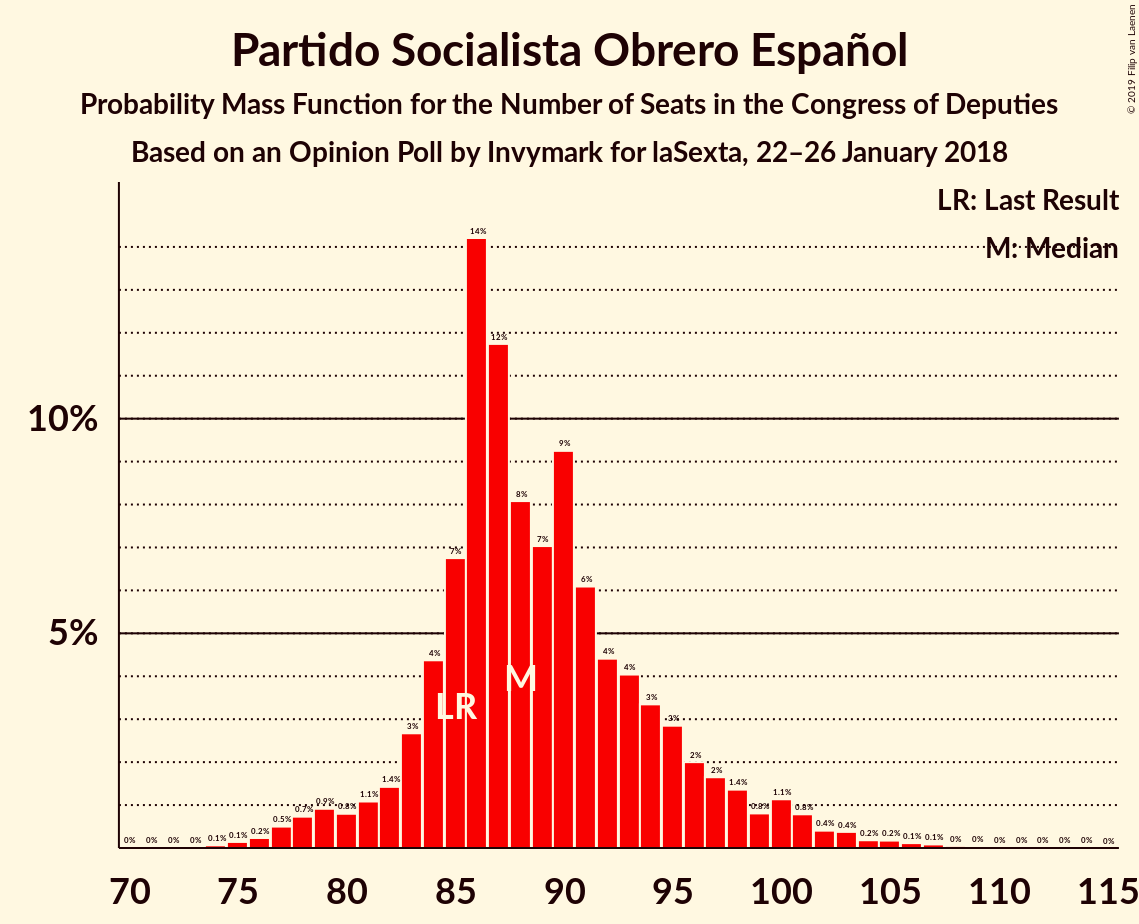 Partido Socialista Obrero Español
Probability Mass Function for the Number of Seats in the Congress of Deputies
Based on an Opinion Poll by Invymark for laSexta, 22–26 January 2018
© 2019 Filip van Laenen
LR: Last Result
M: Median
10%
5%
0% 0% 0% 0% 0.1% 0.1% 0.2% 0.5% 0.7% 0.9% 0.8% 1.1% 1.4% 3% 4% 7% 14% 12% 8% 7% 9% 6% 4% 4% 3% 3% 2% 2% 1.4% 0.8% 1.1% 0.8% 0.4% 0.4% 0.2% 0.2% 0.1% 0.1% 0% 0% 0% 0% 0% 0% 0% 0%
LR M
70 75 80 85 90 95 100 105 110 115